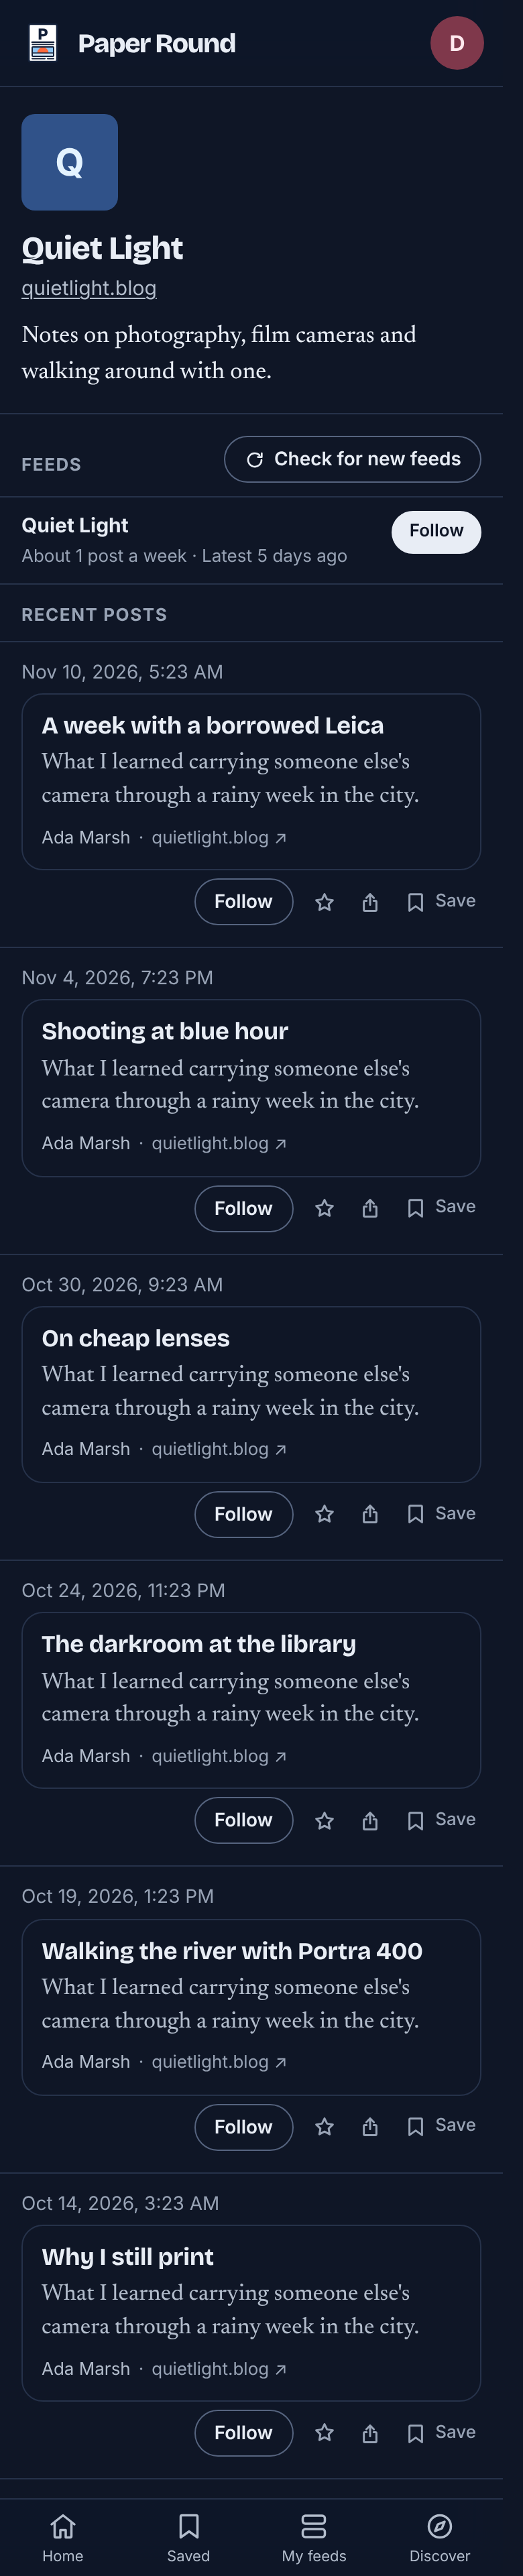 P
Paper Round
D
Q
Quiet Light
quietlight.blog
Notes on photography, film cameras and
walking around with one.
FEEDS
Check for new feeds
Quiet Light
About 1 post a week · Latest 5 days ago
Follow
RECENT POSTS
Nov 10, 2026, 5:23 AM
A week with a borrowed Leica
What I learned carrying someone else's
camera through a rainy week in the city.
Ada Marsh · quietlight.blog ↗
Follow Save
Nov 4, 2026, 7:23 PM
Shooting at blue hour
What I learned carrying someone else's
camera through a rainy week in the city.
Ada Marsh · quietlight.blog ↗
Follow Save
Oct 30, 2026, 9:23 AM
On cheap lenses
What I learned carrying someone else's
camera through a rainy week in the city.
Ada Marsh · quietlight.blog ↗
Follow Save
Oct 24, 2026, 11:23 PM
The darkroom at the library
What I learned carrying someone else's
camera through a rainy week in the city.
Ada Marsh · quietlight.blog ↗
Follow Save
Oct 19, 2026, 1:23 PM
Walking the river with Portra 400
What I learned carrying someone else's
camera through a rainy week in the city.
Ada Marsh · quietlight.blog ↗
Follow Save
Oct 14, 2026, 3:23 AM
Why I still print
What I learned carrying someone else's
camera through a rainy week in the city.
Ada Marsh · quietlight.blog ↗
Follow Save
Home Saved My feeds Discover